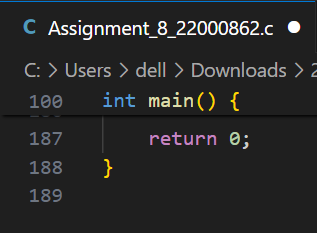 C Assignment_8_22000862.c
C: > Users > dell > Downloads > 2
100 int main() {
187 return 0;
188 }
189